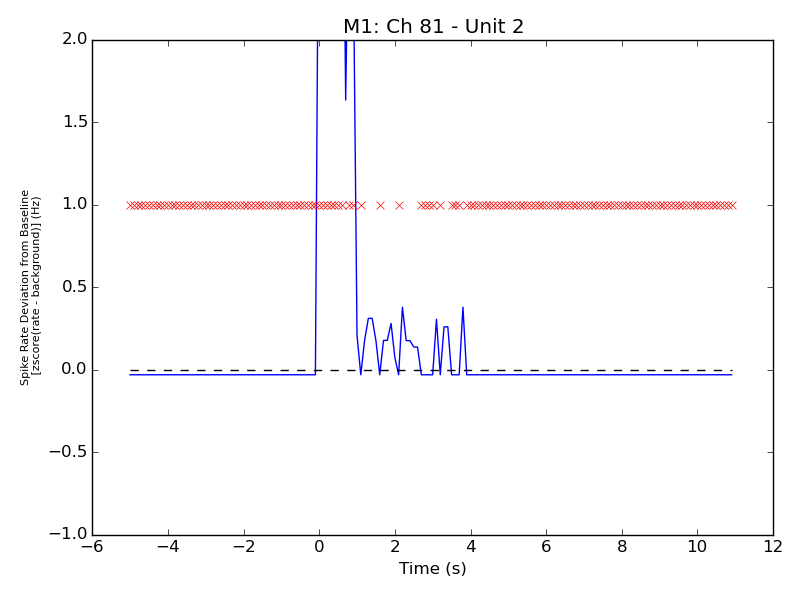 M1: Ch 81 - Unit 2
2.0
1.5
1.0
0.5
0.0
−0.5
−1.0
Spike Rate Deviation from Baseline
[zscore(rate - background)] (Hz)
−6 −4 −2 0 2 4 6 8 10 12
Time (s)